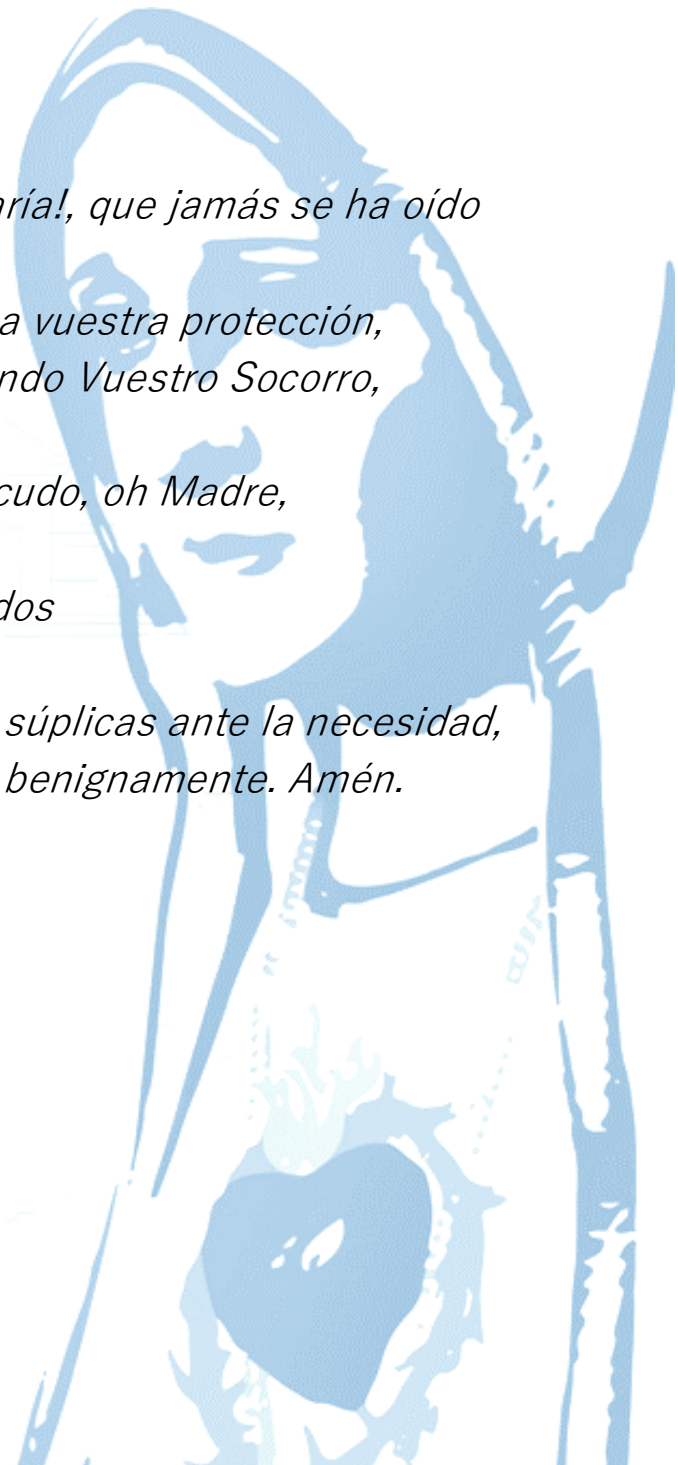 ría!, que jamás se ha oído
a vuestra protección,
ndo Vuestro Socorro,
cudo, oh Madre,
dos
súplicas ante la necesidad,
benignamente. Amén.